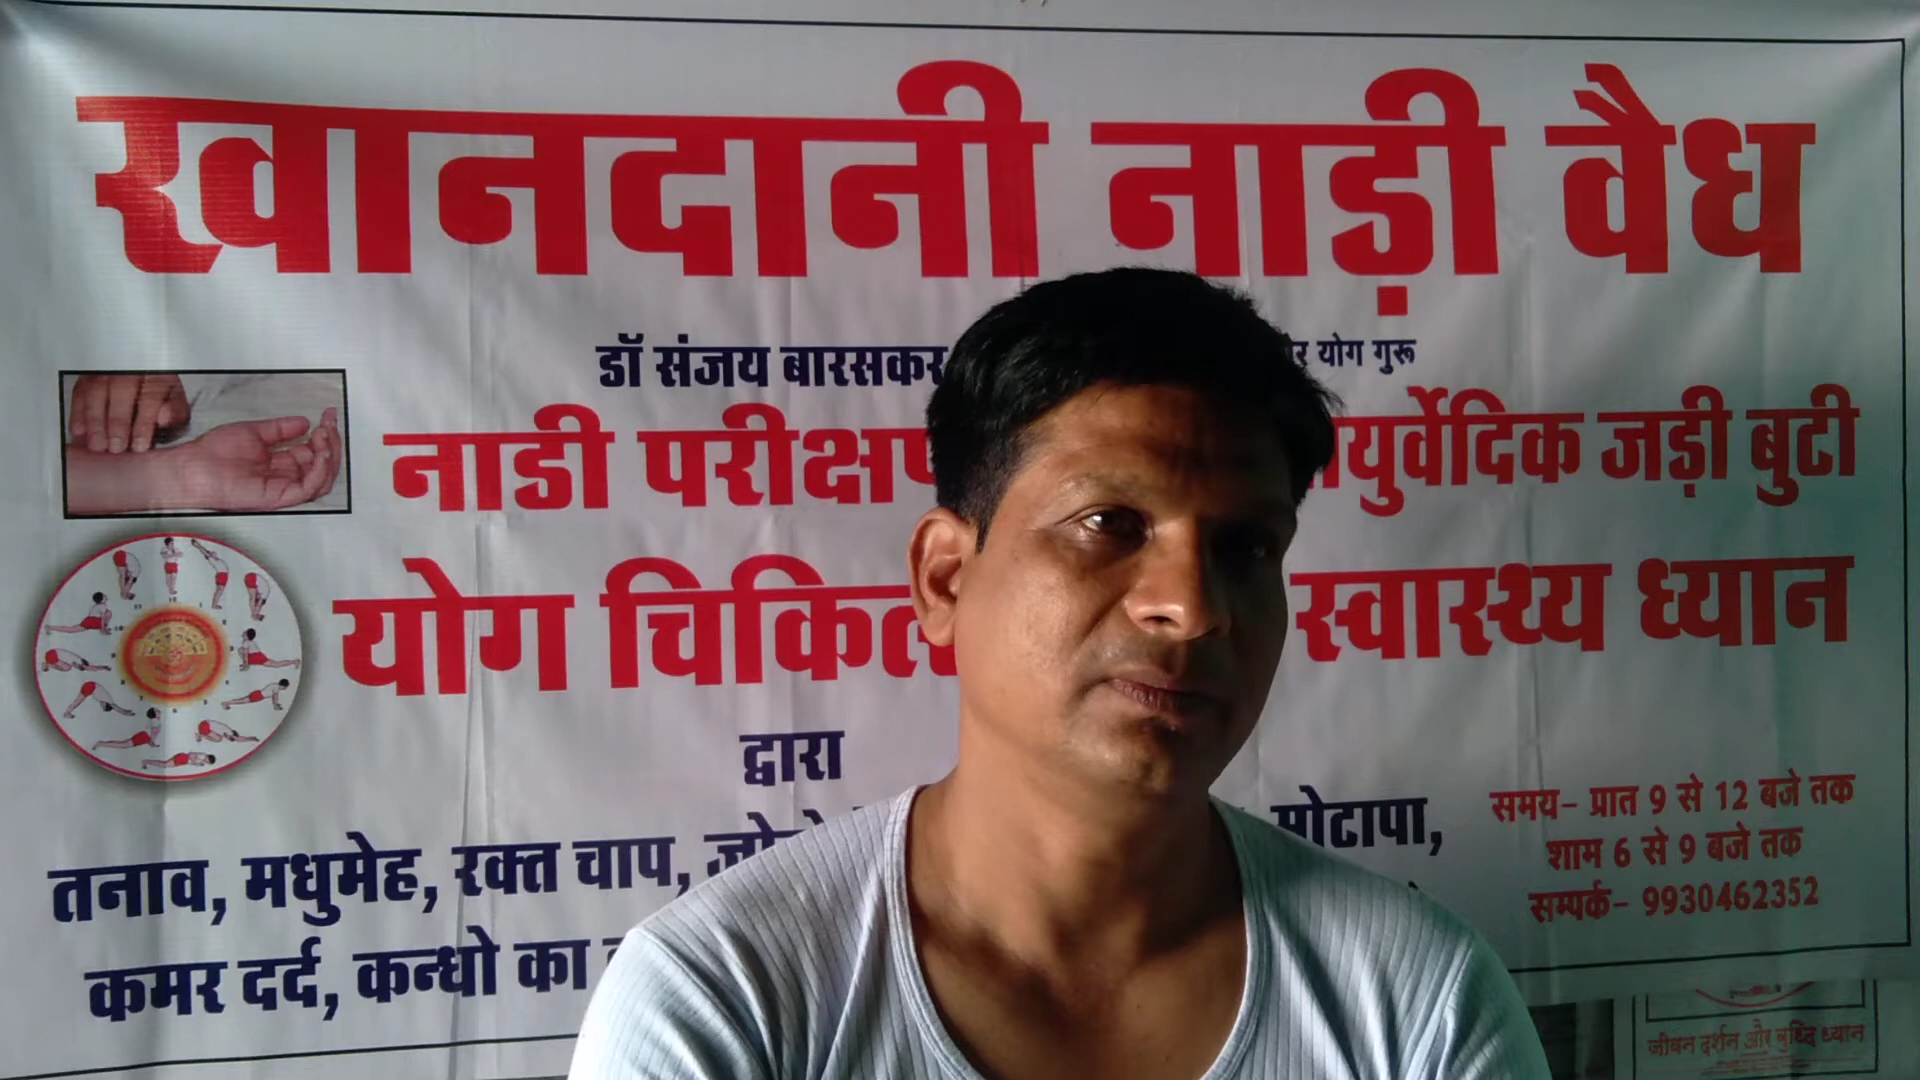 खानदानी नाड़ी वैध
डॉ संजय बारसकर योग गुरू
नाडी परीक्षण जड़ी बुटी
योग स्वास्थ्य ध्यान
द्वारा
तनाव, मधुमेह, रक्त चाप, मोटापा,
कमर दर्द, कन्धो का
समय- प्रात 9 से 12 बजे तक
शाम 6 से 9 बजे तक
सम्पर्क- 9930462352
जीवन दर्शन और बुध्दि ध्यान